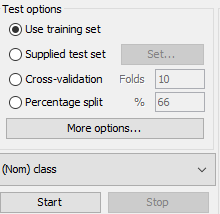 Test options
Use training set
Supplied test set Set...
Cross-validation Folds 10
Percentage split % 66
More options...
(Nom) class
Start Stop